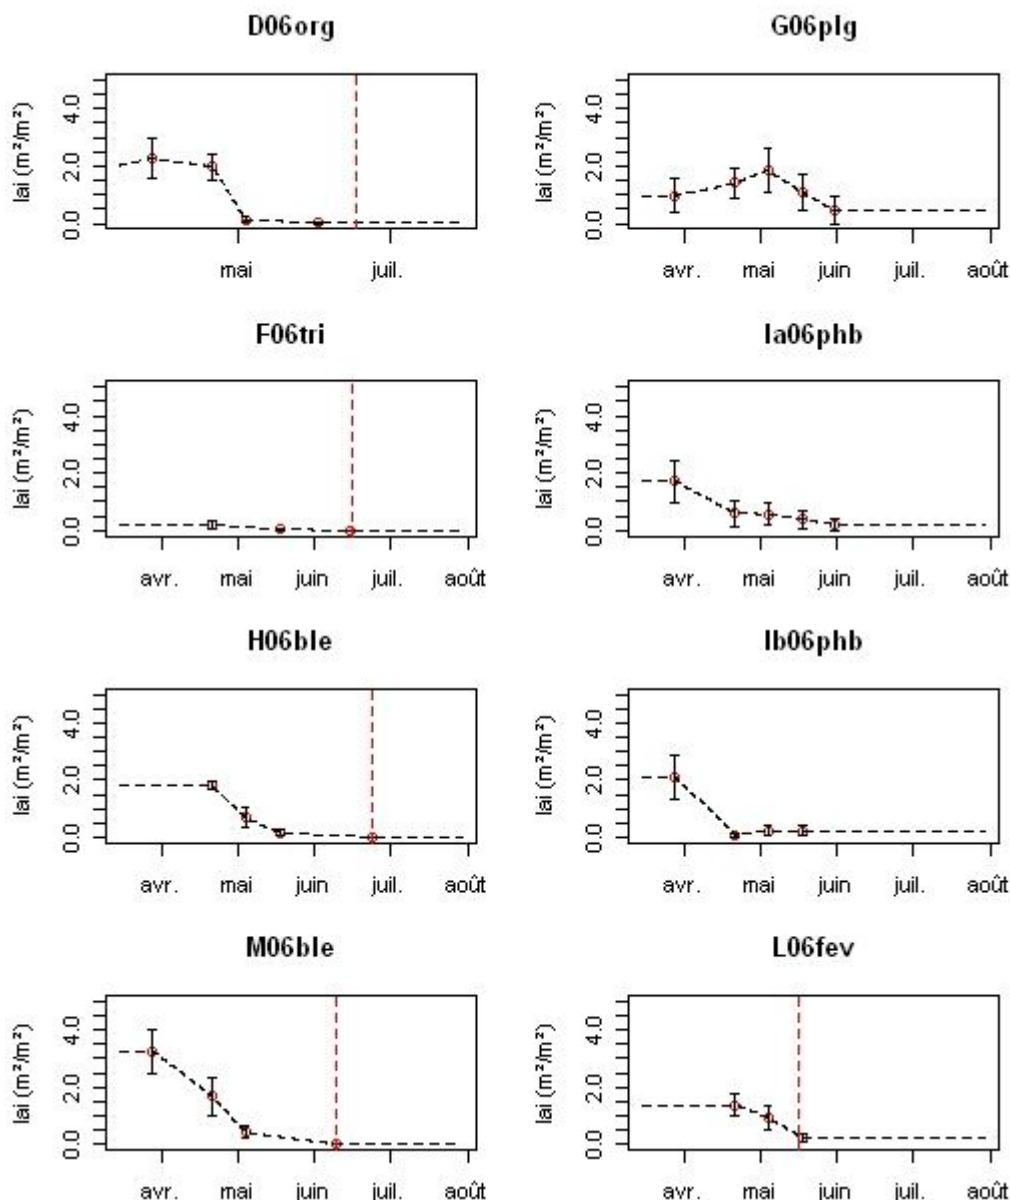 D06org
G06plg
lai (m²/m²)
0.0 2.0 4.0
mai juil.
lai (m²/m²)
0.0 2.0 4.0
avr. mai juin juil. août
F06tri
Ia06phb
lai (m²/m²)
0.0 2.0 4.0
avr. mai juin juil. août
lai (m²/m²)
0.0 2.0 4.0
avr. mai juin juil. août
H06ble
Ib06phb
lai (m²/m²)
0.0 2.0 4.0
avr. mai juin juil. août
lai (m²/m²)
0.0 2.0 4.0
avr. mai juin juil. août
M06ble
L06fev
lai (m²/m²)
0.0 2.0 4.0
avr. mai juin juil. août
lai (m²/m²)
0.0 2.0 4.0
avr. mai juin juil. août